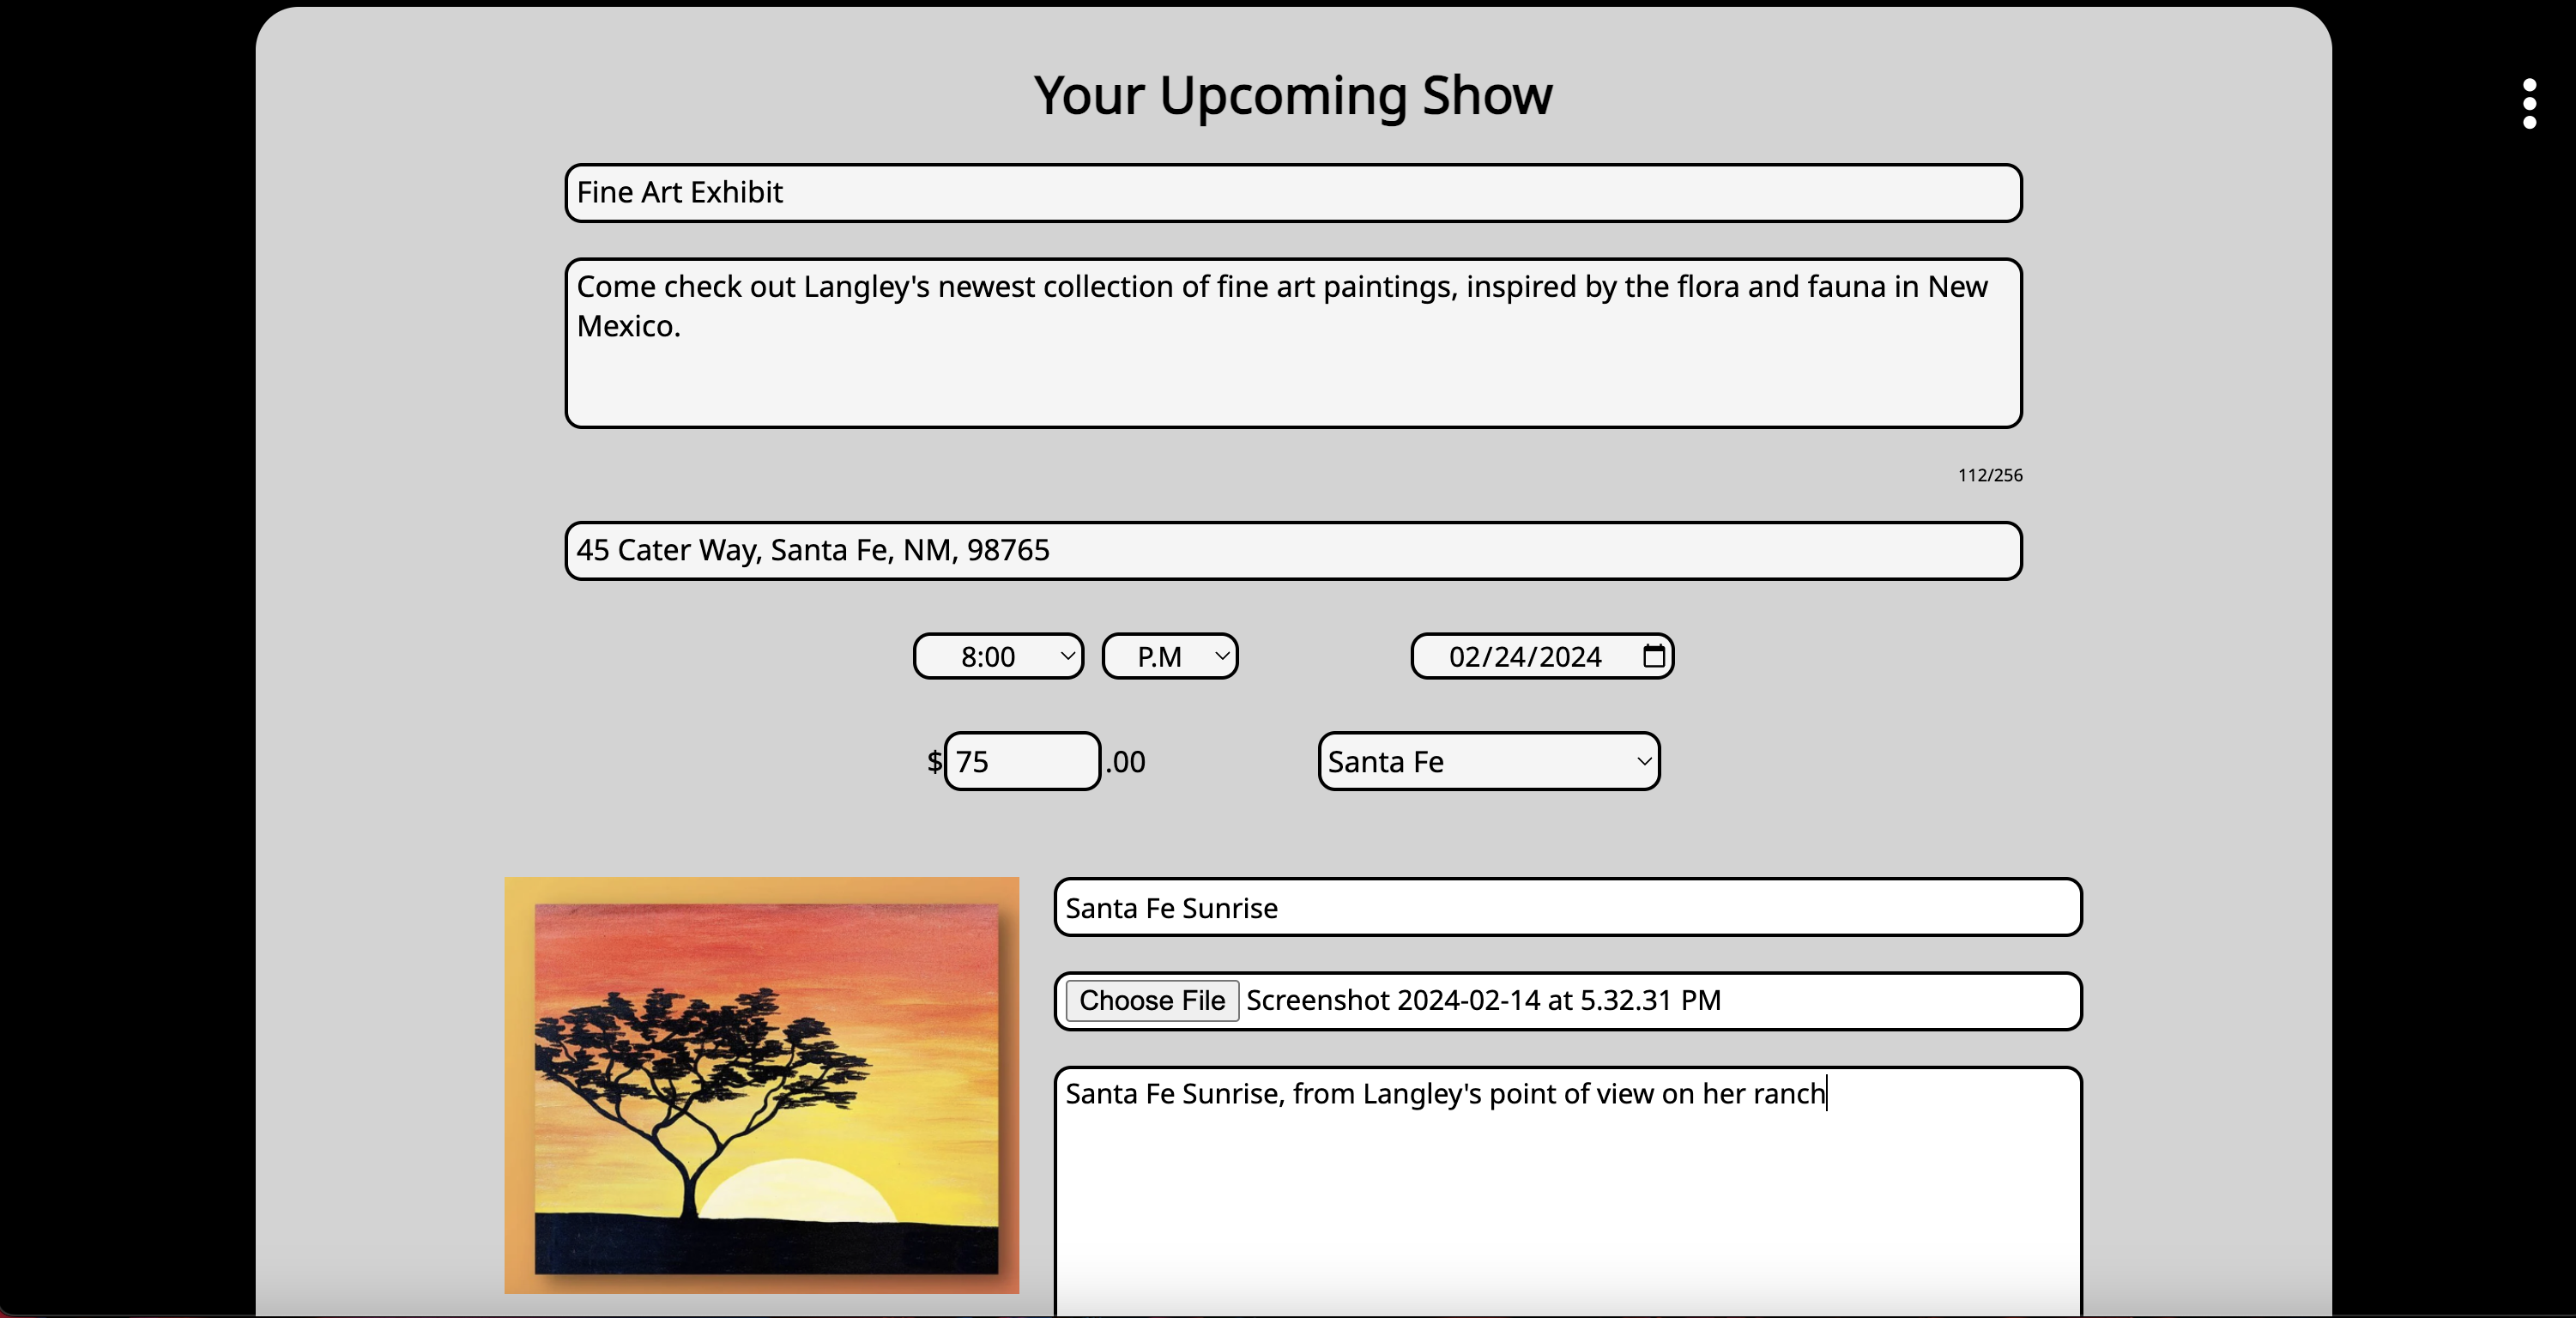 Your Upcoming Show
Fine Art Exhibit
Come check out Langley's newest collection of fine art paintings, inspired by the flora and fauna in New
Mexico.
112/256
45 Cater Way, Santa Fe, NM, 98765
8:00 P.M 02/24/2024
$75.00 Santa Fe
Santa Fe Sunrise
Choose File Screenshot 2024-02-14 at 5.32.31 PM
Santa Fe Sunrise, from Langley's point of view on her ranch